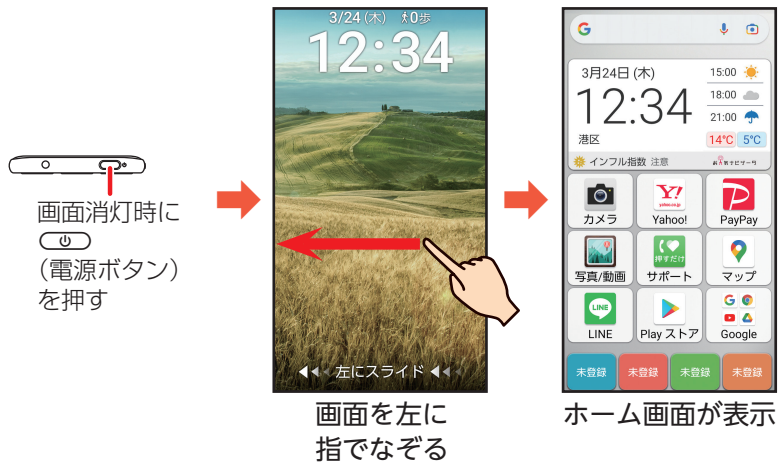 画面消灯時に
(電源ボタン)
を押す
3/24 (木) 0歩
12:34
左にスライド
画面を左に
指でなぞる
G
3月24日 (木)
12:34
港区
15:00
18:00
21:00
14℃ 5℃
インフル指数 注意
カメラ
Y!
yahoo.co.jp
Yahoo!
PayPay
写真/動画
押すだけ
サポート
マップ
LINE
LINE
Play ストア
G
Google
未登録 未登録 未登録 未登録
ホーム画面が表示